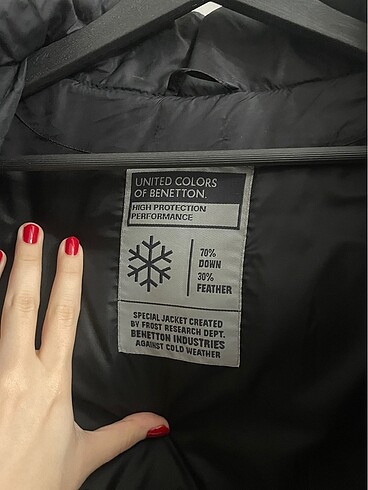 UNITED COLORS
OF BENETTON.
HIGH PROTECTION
PERFORMANCE
70%
DOWN
30%
FEATHER
SPECIAL JACKET CREATED
BY FROST RESEARCH DEPT.
BENETTON INDUSTRIES
AGAINST COLD WEATHER